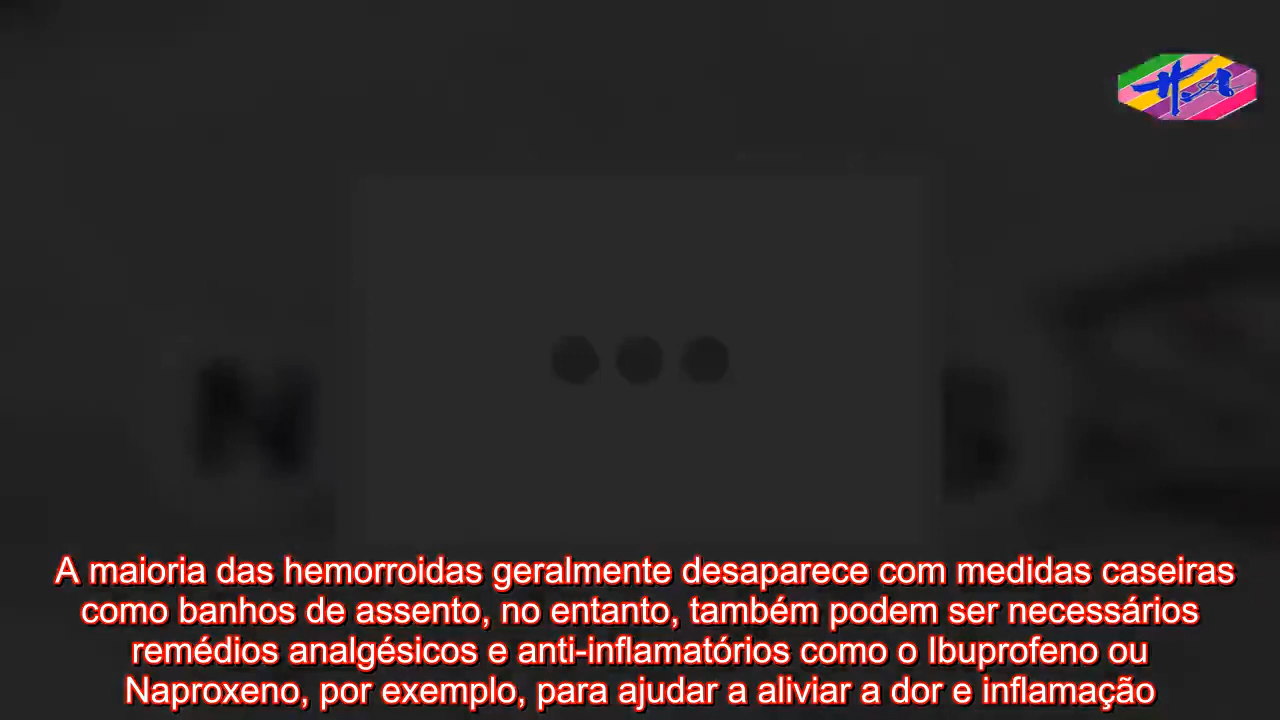 HA
A maioria das hemorroidas geralmente desaparece com medidas caseiras
como banhos de assento, no entanto, também podem ser necessários
remédios analgésicos e anti-inflamatórios como o Ibuprofeno ou
Naproxeno, por exemplo, para ajudar a aliviar a dor e inflamação